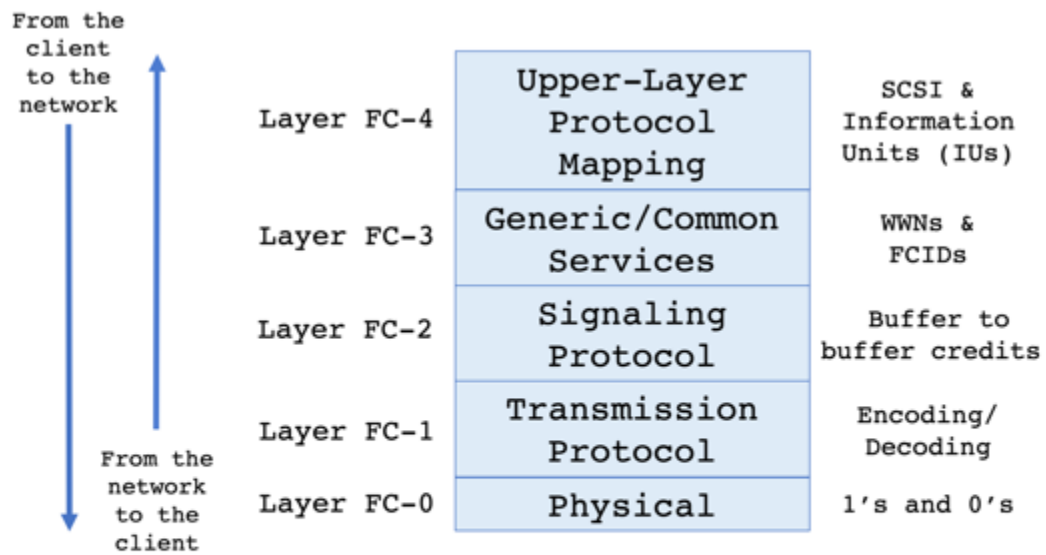 From the
client
to the
network
Layer FC-4
Upper-Layer
Protocol
Mapping
SCSI &
Information
Units (IUs)
Layer FC-3
Generic/Common
Services
WWNs &
FCIDs
Layer FC-2
Signaling
Protocol
Buffer to
buffer credits
Layer FC-1
Transmission
Protocol
Encoding/
Decoding
From the
network
to the
client
Layer FC-0
Physical
1’s and 0’s